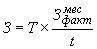 З = Т × З мес факт / t